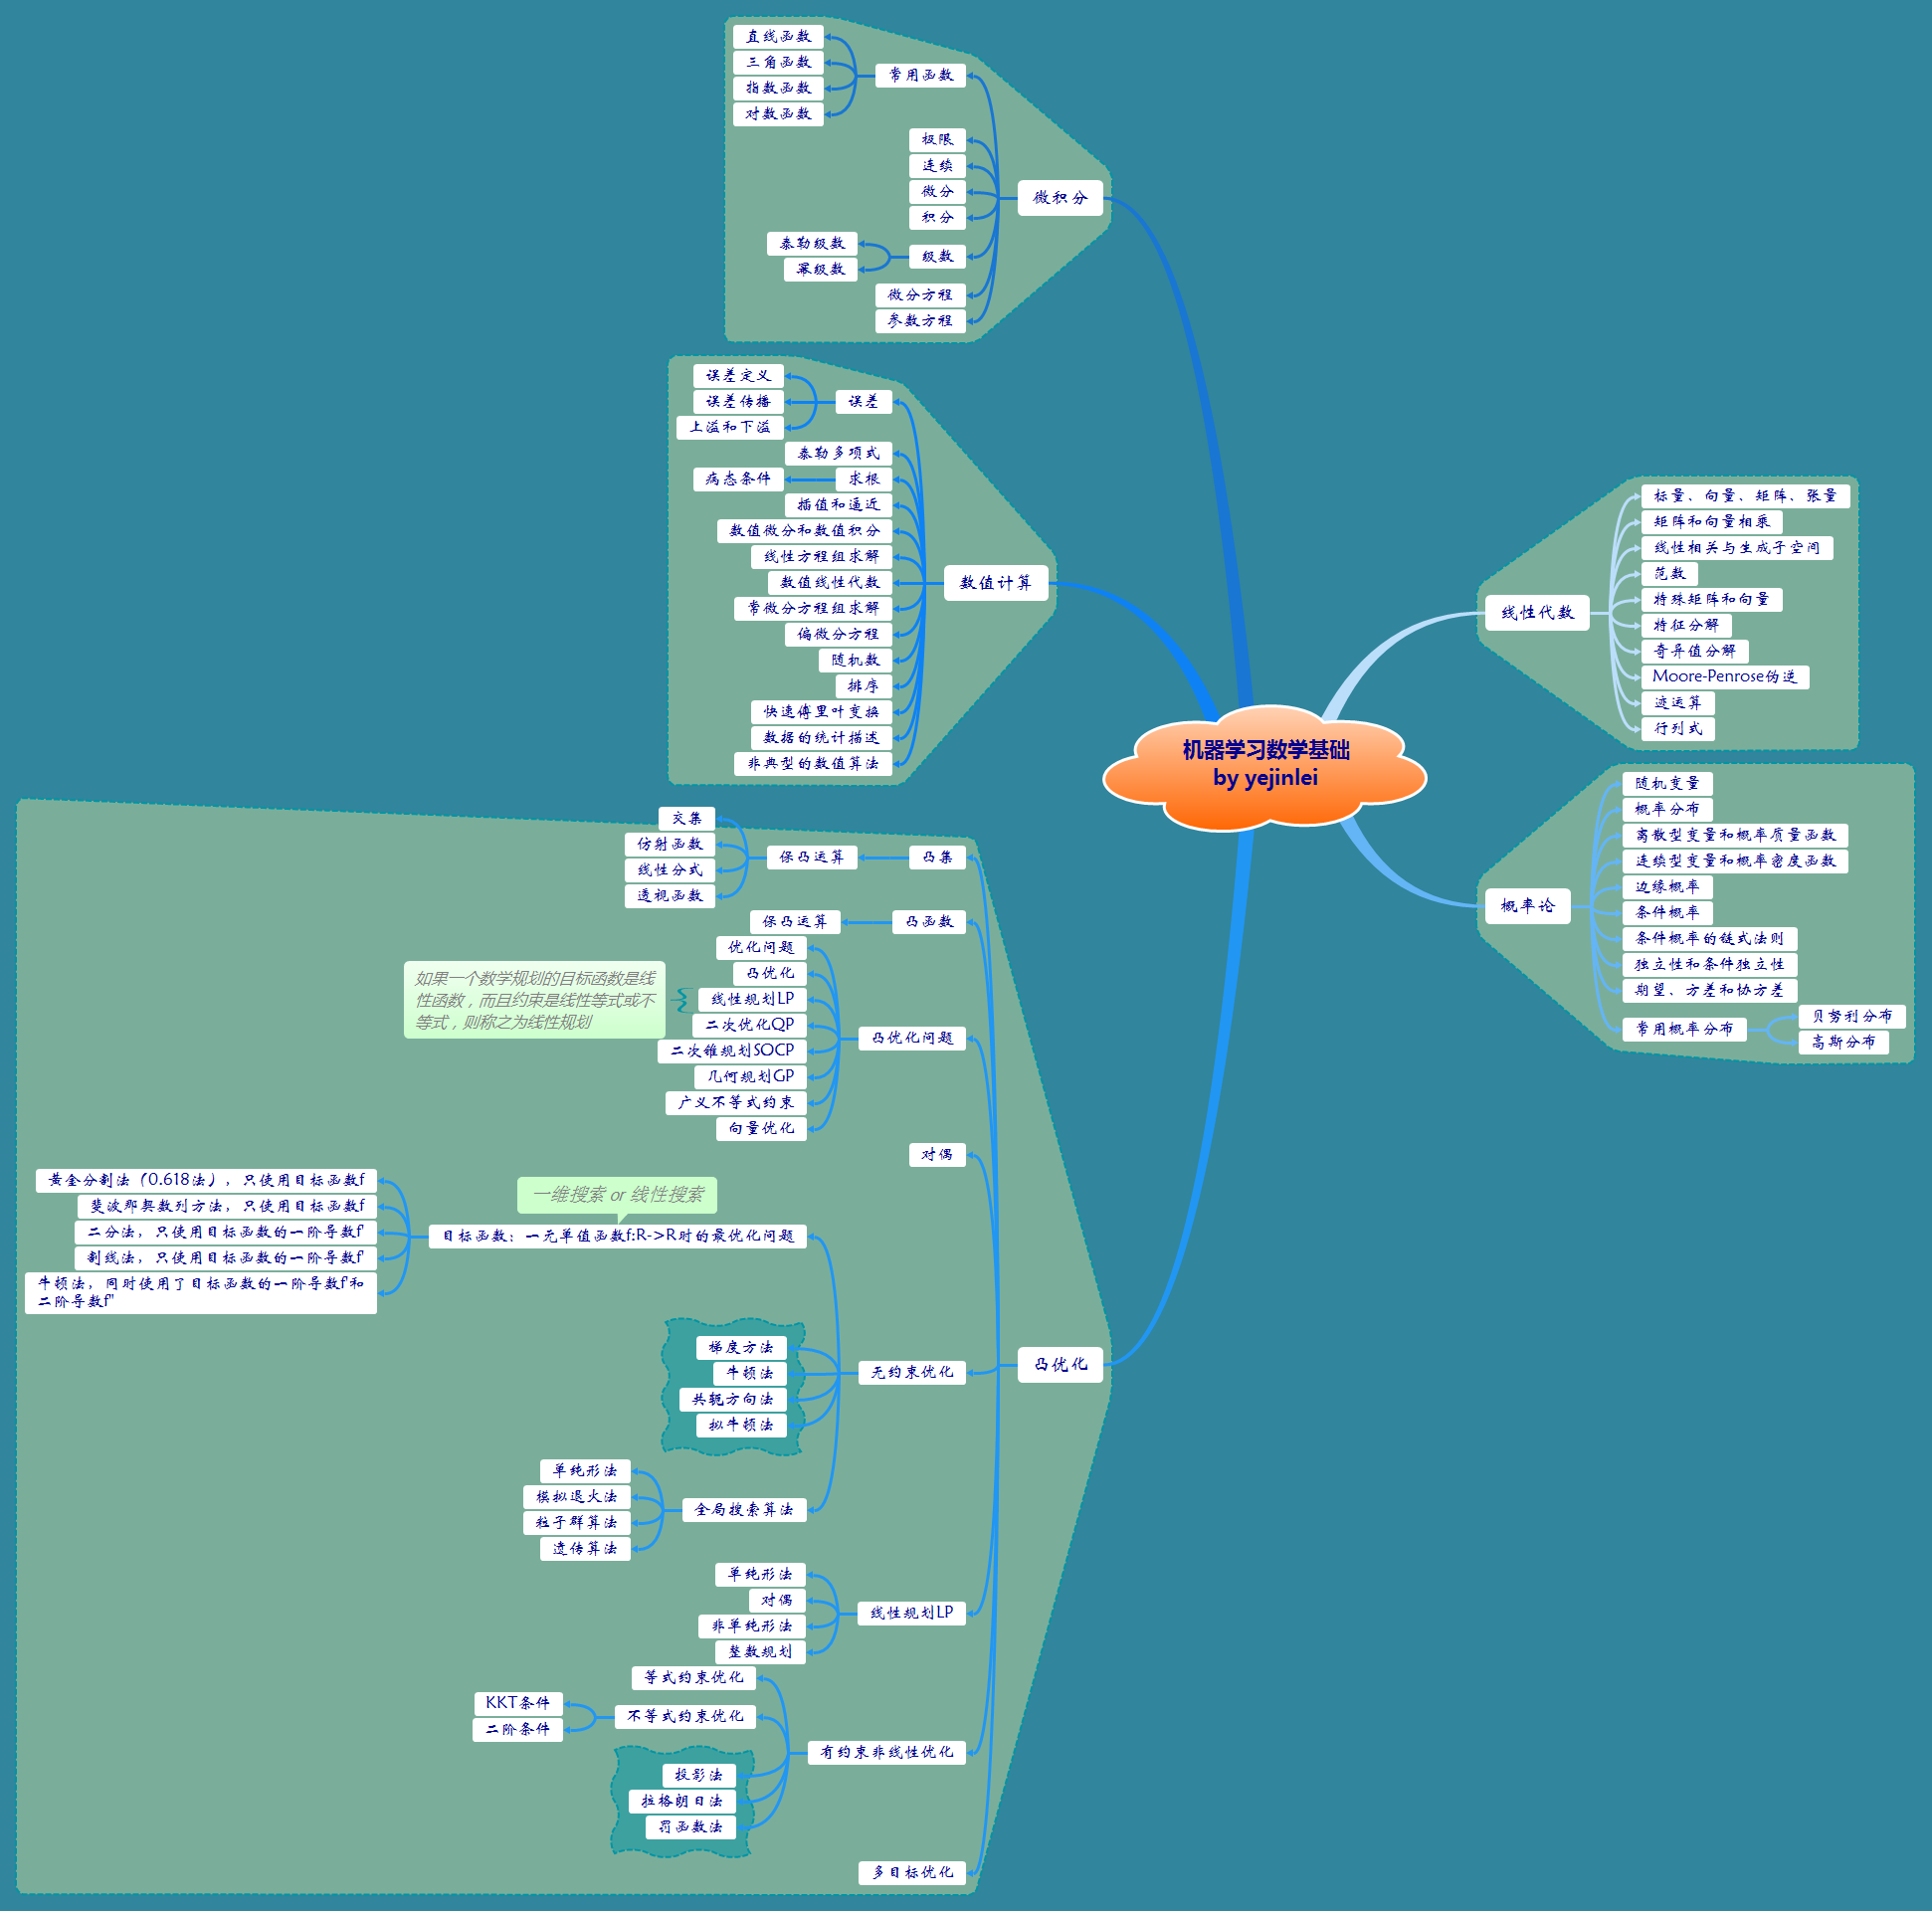 机器学习数学基础
by yejinlei
微积分
常用函数
直线函数
三角函数
指数函数
对数函数
极限
连续
微分
积分
级数
泰勒级数
幂级数
微分方程
参数方程
数值计算
误差
误差定义
误差传播
上溢和下溢
泰勒多项式
求根
病态条件
插值和逼近
数值微分和数值积分
线性方程组求解
数值线性代数
常微分方程组求解
偏微分方程
随机数
排序
快速傅里叶变换
数据的统计描述
非典型的数值算法
线性代数
标量、向量、矩阵、张量
矩阵和向量相乘
线性相关与生成子空间
范数
特殊矩阵和向量
特征分解
奇异值分解
Moore-Penrose伪逆
迹运算
行列式
概率论
随机变量
概率分布
离散型变量和概率质量函数
连续型变量和概率密度函数
边缘概率
条件概率
条件概率的链式法则
独立性和条件独立性
期望、方差和协方差
常用概率分布
贝努利分布
高斯分布
凸优化
凸集
保凸运算
交集
仿射函数
线性分式
透视函数
凸函数
保凸运算
凸优化问题
优化问题
凸优化
线性规划LP
如果一个数学规划的目标函数是线
性函数，而且约束是线性等式或不
等式，则称之为线性规划
二次优化QP
二次锥规划SOCP
几何规划GP
广义不等式约束
向量优化
对偶
无约束优化
一维搜索 or 线性搜索
目标函数：一元单值函数f:R->R时的最优化问题
黄金分割法（0.618法），只使用目标函数f
斐波那契数列方法，只使用目标函数f
二分法，只使用目标函数的一阶导数f'
割线法，只使用目标函数的一阶导数f'
牛顿法，同时使用了目标函数的一阶导数f'和
二阶导数f''
梯度方法
牛顿法
共轭方向法
拟牛顿法
全局搜索算法
单纯形法
模拟退火法
粒子群算法
遗传算法
线性规划LP
单纯形法
对偶
非单纯形法
整数规划
有约束非线性优化
等式约束优化
不等式约束优化
KKT条件
二阶条件
投影法
拉格朗日法
罚函数法
多目标优化